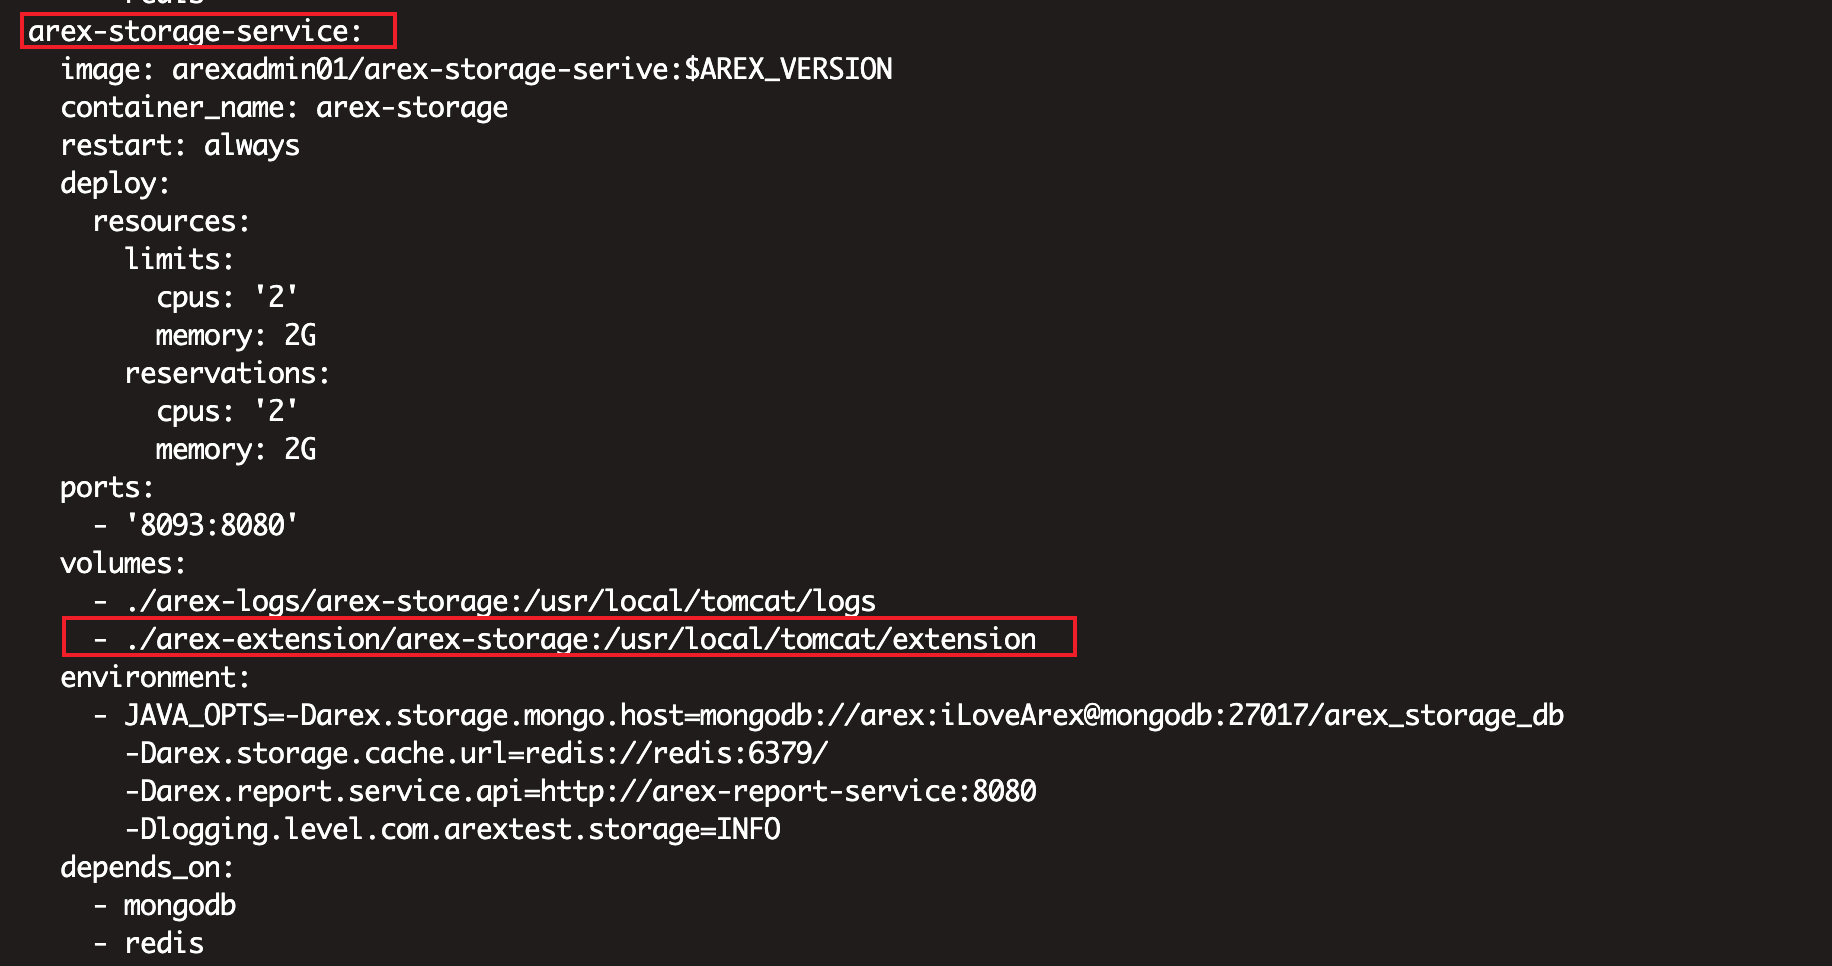 redis
arex-storage-service:
image: arexadmin01/arex-storage-serive:$AREX_VERSION
container_name: arex-storage
restart: always
deploy:
resources:
limits:
cpus: '2'
memory: 2G
reservations:
cpus: '2'
memory: 2G
ports:
- '8093:8080'
volumes:
- ./arex-logs/arex-storage:/usr/local/tomcat/logs
- ./arex-extension/arex-storage:/usr/local/tomcat/extension
environment:
- JAVA_OPTS=-Darex.storage.mongo.host=mongodb://arex:iLoveArex@mongodb:27017/arex_storage_db
-Darex.storage.cache.url=redis://redis:6379/
-Darex.report.service.api=http://arex-report-service:8080
-Dlogging.level.com.arextest.storage=INFO
depends_on:
- mongodb
- redis